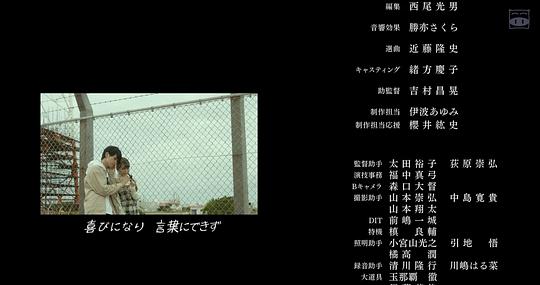 編集 西尾光男
音響効果 勝亦さくら
選曲 近藤隆史
キャスティング 緒方慶子
助監督 吉村昌晃
制作担当 伊波あゆみ
制作担当応援 櫻井紘史
監督助手 太田裕子 荻原崇弘
演技事務 福中真弓
Bキャメラ 森口大督
撮影助手 山本崇弘 中島寛貴
山本翔太
DIT 前嶋一城
特機 槙良輔
照明助手 小宮山光之 引地悟
橘高潤
録音助手 清川隆行 川嶋はる菜
大道具 玉那覇徹
喜びになり 言葉にできず